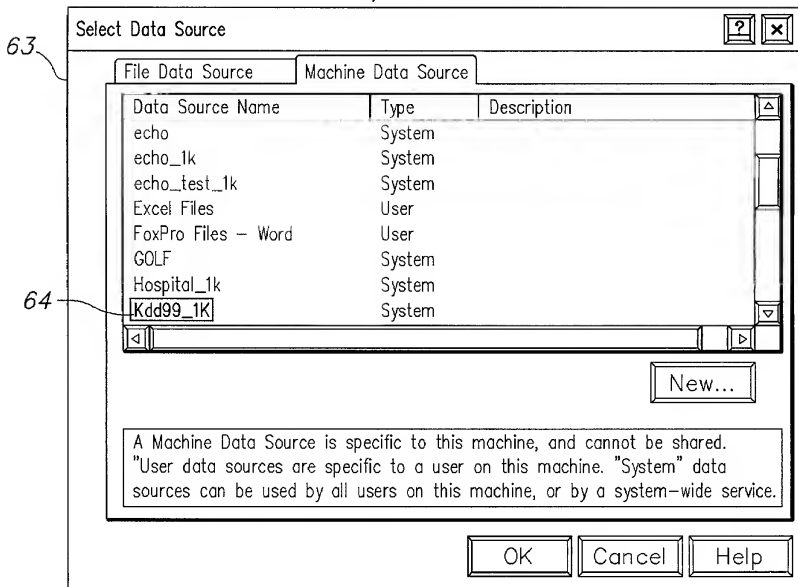 Select Data Source ? ×
63
File Data Source Machine Data Source
Data Source Name Type Description
echo System
echo_1k System
echo_test_1k System
Excel Files User
FoxPro Files – Word User
GOLF System
Hospital_1k System
64 Kdd99_1K System
New...
A Machine Data Source is specific to this machine, and cannot be shared.
"User data sources are specific to a user on this machine. "System" data
sources can be used by all users on this machine, or by a system–wide service.
OK Cancel Help